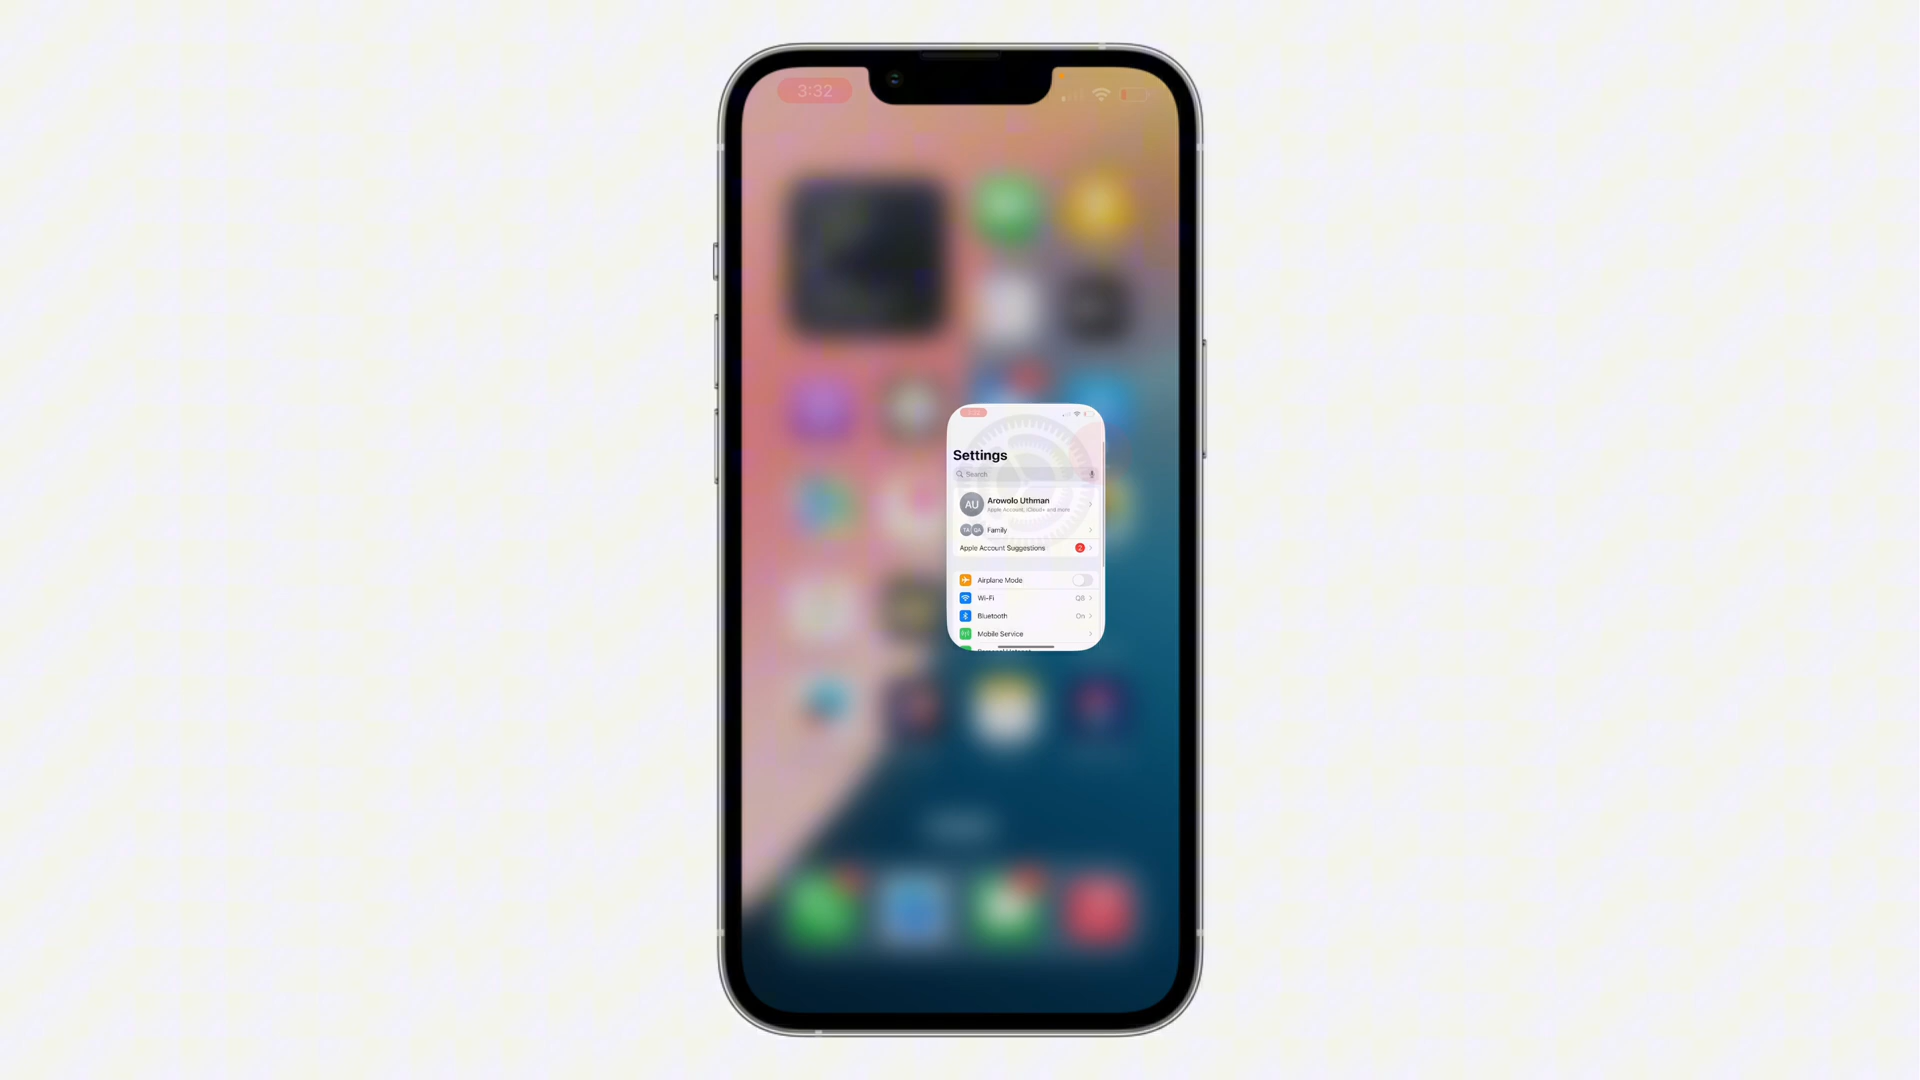 3:32
Settings
Search
AU
Arowolo Uthman
Apple Account, iCloud+ and more
Family
Apple Account Suggestions
2
Airplane Mode
Wi-Fi
Q8
Bluetooth
On
Mobile Service